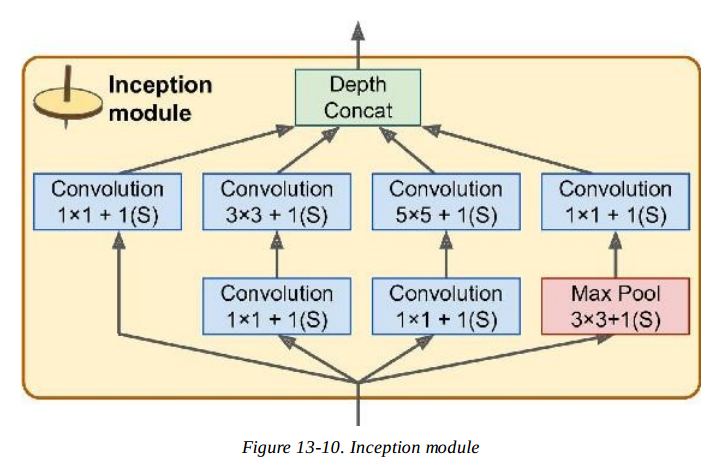 Inception
module
Depth
Concat
Convolution
1×1 + 1(S)
Convolution
3×3 + 1(S)
Convolution
5×5 + 1(S)
Convolution
1×1 + 1(S)
Convolution
1×1 + 1(S)
Convolution
1×1 + 1(S)
Max Pool
3×3+1(S)
Figure 13-10. Inception module